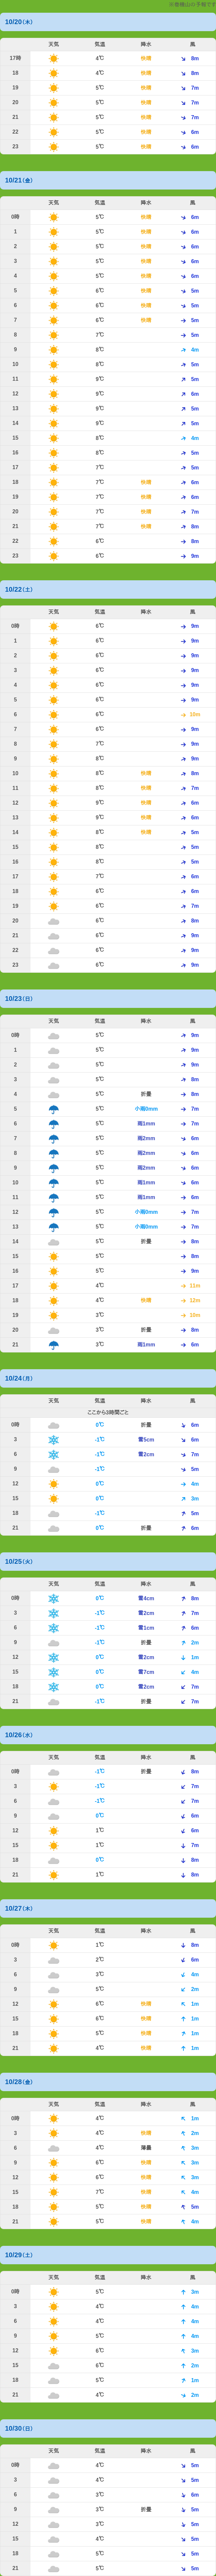 の予報です
10/20(木)
天気 気温 降水 風
17時 4℃ 快晴 8m
18 4℃ 快晴 8m
19 5℃ 快晴 7m
20 5℃ 快晴 7m
21 5℃ 快晴 7m
22 5℃ 快晴 6m
23 5℃ 快晴 6m
10/21(金)
天気 気温 降水 風
0時 5℃ 快晴 6m
1 5℃ 快晴 6m
2 5℃ 快晴 6m
3 5℃ 快晴 6m
4 5℃ 快晴 6m
5 6℃ 快晴 5m
6 6℃ 快晴 5m
7 6℃ 快晴 5m
8 7℃ 5m
9 8℃ 4m
10 8℃ 5m
11 9℃ 5m
12 9℃ 6m
13 9℃ 5m
14 9℃ 5m
15 8℃ 4m
16 8℃ 5m
17 7℃ 5m
18 7℃ 快晴 6m
19 7℃ 快晴 6m
20 7℃ 快晴 7m
21 7℃ 快晴 8m
22 6℃ 8m
23 6℃ 9m
10/22(土)
天気 気温 降水 風
0時 6℃ 9m
1 6℃ 9m
2 6℃ 9m
3 6℃ 9m
4 6℃ 9m
5 6℃ 9m
6 6℃ 10m
7 6℃ 9m
8 7℃ 9m
9 8℃ 9m
10 8℃ 快晴 8m
11 8℃ 快晴 7m
12 9℃ 快晴 6m
13 9℃ 快晴 6m
14 8℃ 快晴 5m
15 8℃ 5m
16 8℃ 5m
17 7℃ 6m
18 6℃ 6m
19 6℃ 7m
20 6℃ 8m
21 6℃ 9m
22 6℃ 9m
23 6℃ 9m
10/23(日)
天気 気温 降水 風
0時 5℃ 9m
1 5℃ 9m
2 5℃ 9m
3 5℃ 8m
4 5℃ 折曇 8m
5 5℃ 小雨0mm 7m
6 5℃ 雨1mm 7m
7 5℃ 雨2mm 6m
8 5℃ 雨2mm 6m
9 5℃ 雨2mm 6m
10 5℃ 雨1mm 6m
11 5℃ 雨1mm 6m
12 5℃ 小雨0mm 7m
13 5℃ 小雨0mm 7m
14 5℃ 折曇 8m
15 5℃ 8m
16 5℃ 9m
17 4℃ 11m
18 4℃ 快晴 12m
19 3℃ 10m
20 3℃ 折曇 8m
21 3℃ 雨1mm 6m
10/24(月)
天気 気温 降水 風
ここから3時間ごと
0時 0℃ 折曇 6m
3 -1℃ 雪5cm 6m
6 -1℃ 雪2cm 7m
9 -1℃ 5m
12 0℃ 4m
15 0℃ 3m
18 -1℃ 5m
21 0℃ 折曇 6m
10/25(火)
天気 気温 降水 風
0時 0℃ 雪4cm 8m
3 -1℃ 雪2cm 7m
6 -1℃ 雪1cm 6m
9 -1℃ 折曇 2m
12 0℃ 雪2cm 1m
15 0℃ 雪7cm 4m
18 0℃ 雪2cm 7m
21 -1℃ 折曇 7m
10/26(水)
天気 気温 降水 風
0時 -1℃ 折曇 8m
3 -1℃ 7m
6 -1℃ 7m
9 0℃ 6m
12 1℃ 6m
15 1℃ 7m
18 0℃ 8m
21 1℃ 8m
10/27(木)
天気 気温 降水 風
0時 1℃ 8m
3 2℃ 6m
6 3℃ 4m
9 5℃ 2m
12 6℃ 快晴 1m
15 6℃ 快晴 1m
18 5℃ 快晴 1m
21 4℃ 快晴 1m
10/28(金)
天気 気温 降水 風
0時 4℃ 1m
3 4℃ 快晴 2m
6 4℃ 薄曇 3m
9 6℃ 快晴 3m
12 6℃ 快晴 3m
15 7℃ 快晴 4m
18 5℃ 快晴 5m
21 5℃ 快晴 4m
10/29(土)
天気 気温 降水 風
0時 5℃ 3m
3 4℃ 4m
6 4℃ 4m
9 5℃ 4m
12 6℃ 3m
15 6℃ 2m
18 5℃ 1m
21 4℃ 2m
10/30(日)
天気 気温 降水 風
0時 4℃ 5m
3 4℃ 5m
6 3℃ 6m
9 3℃ 折曇 5m
12 3℃ 5m
15 4℃ 5m
18 5℃ 5m
21 5℃ 5m